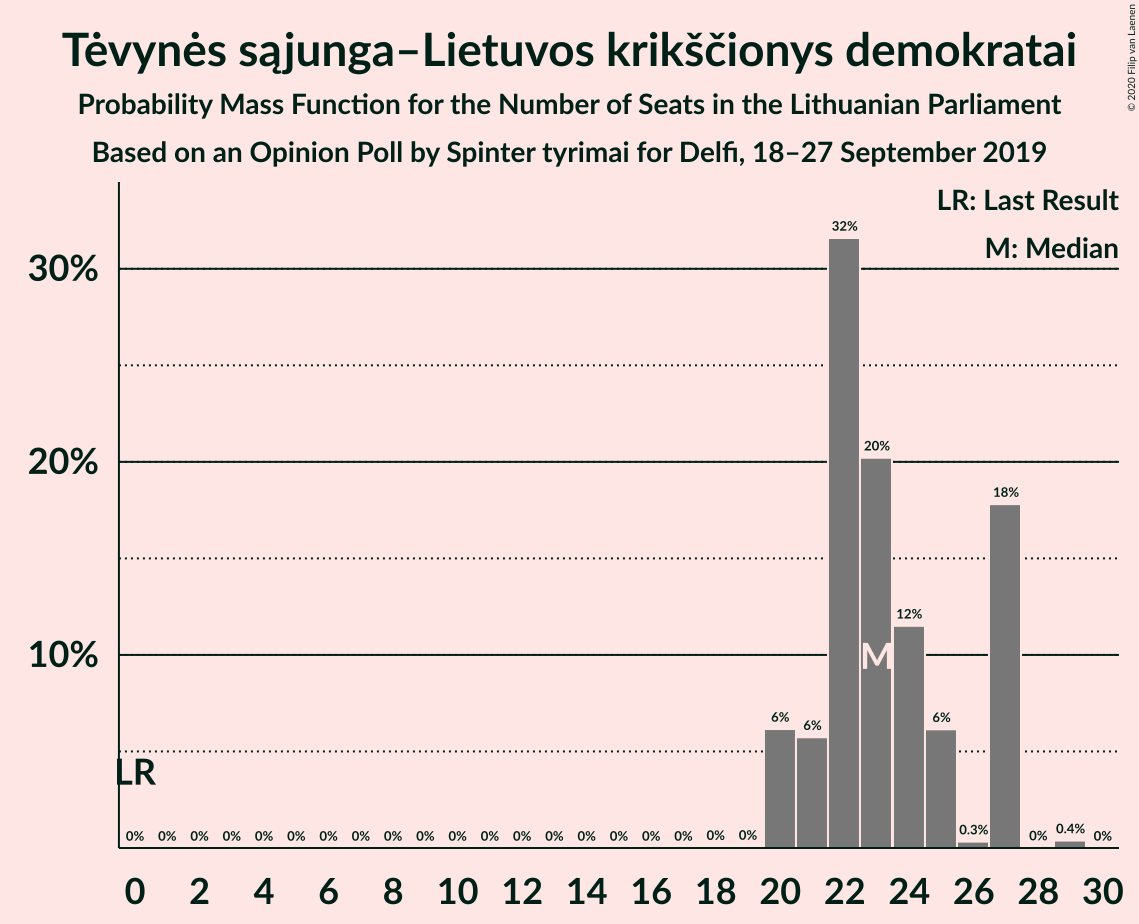 Tėvynės sąjunga–Lietuvos krikščionys demokratai
Probability Mass Function for the Number of Seats in the Lithuanian Parliament
Based on an Opinion Poll by Spinter tyrimai for Delfi, 18–27 September 2019
© 2020 Filip van Laenen
LR: Last Result
M: Median
30%
20%
10%
32%
20%
18%
12%
M
6% 6% 6%
LR
0% 0% 0% 0% 0% 0% 0% 0% 0% 0% 0% 0% 0% 0% 0% 0% 0% 0% 0% 0% 0.3% 0% 0.4% 0%
0 2 4 6 8 10 12 14 16 18 20 22 24 26 28 30